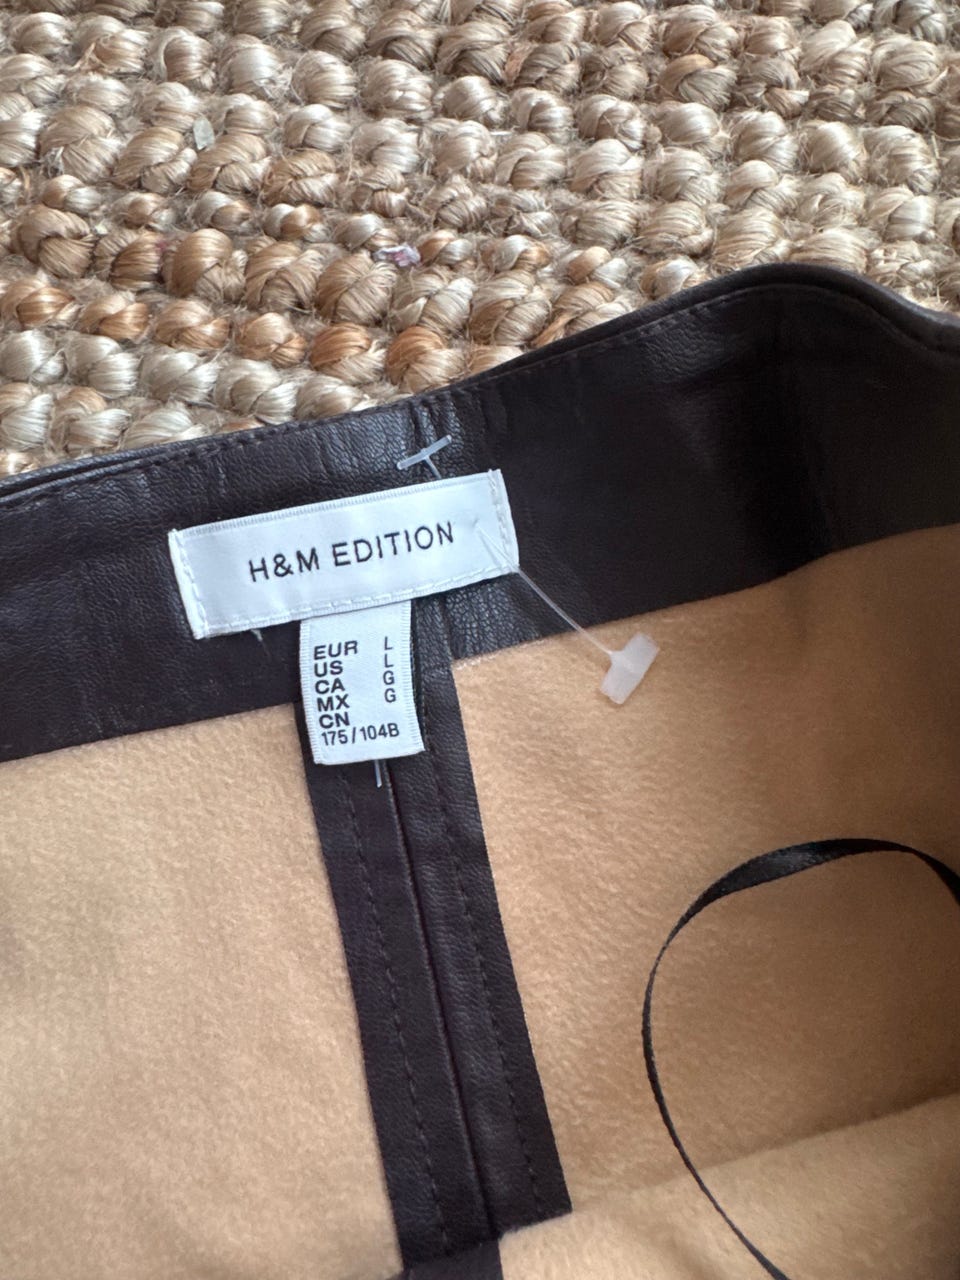 H&M EDITION
EUR L
US L
CA G
MX G
CN
175/104B